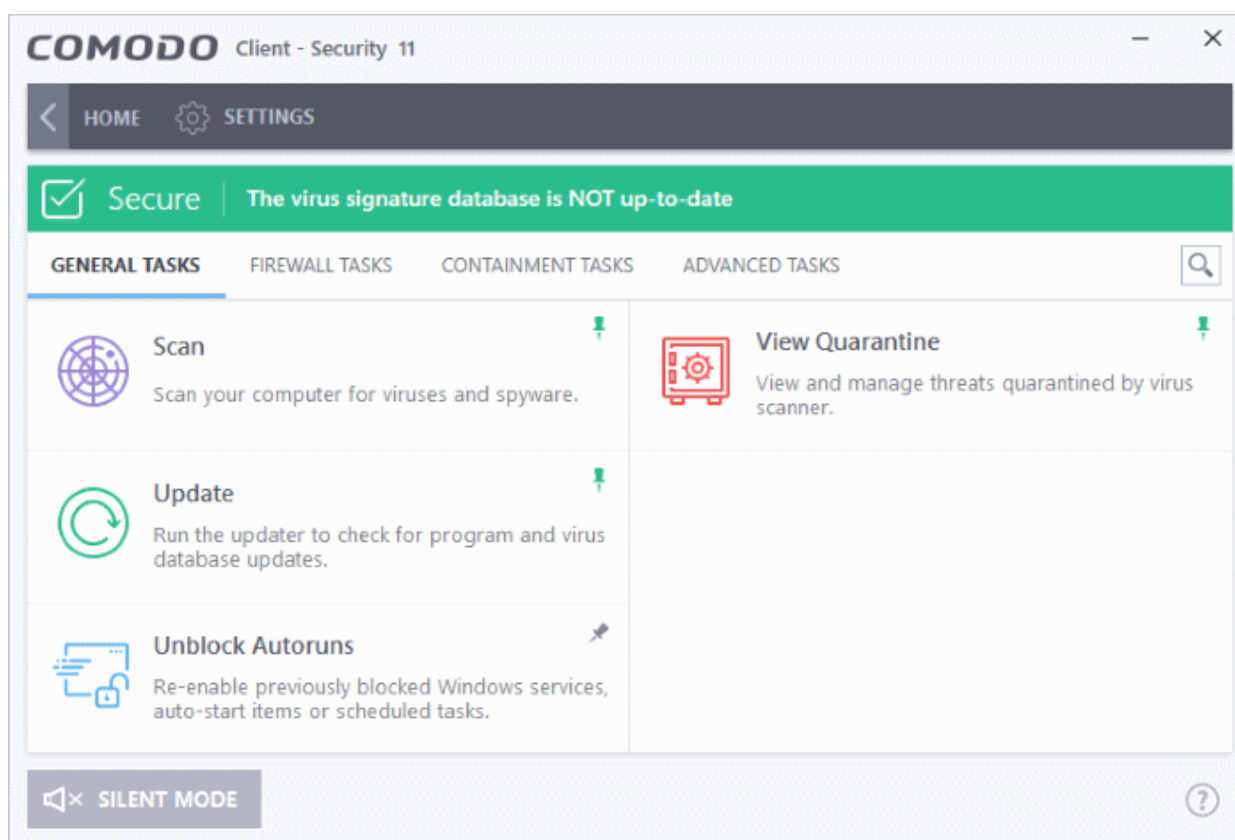 COMODO Client - Security 11
HOME SETTINGS
Secure The virus signature database is NOT up-to-date
GENERAL TASKS FIREWALL TASKS CONTAINMENT TASKS ADVANCED TASKS
Scan
Scan your computer for viruses and spyware.
View Quarantine
View and manage threats quarantined by virus
scanner.
Update
Run the updater to check for program and virus
database updates.
Unblock Autoruns
Re-enable previously blocked Windows services,
auto-start items or scheduled tasks.
SILENT MODE
?